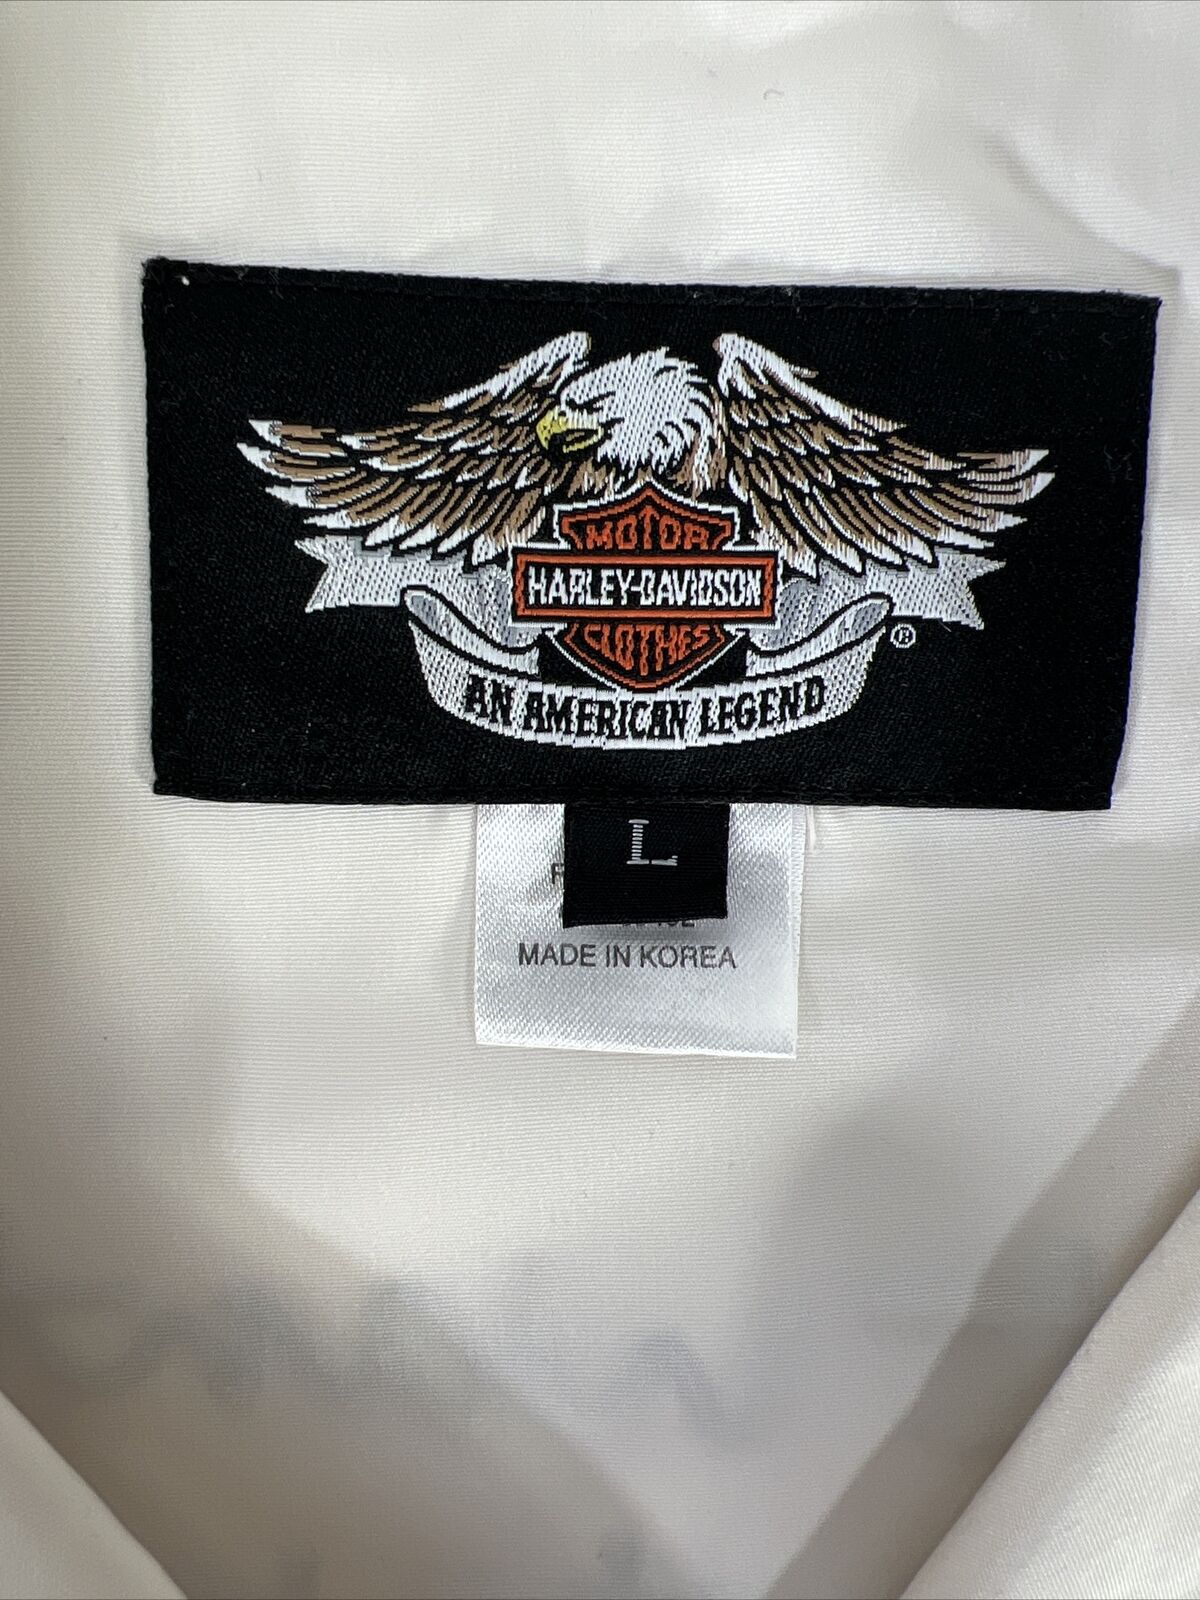 MOTOR
HARLEY-DAVIDSON
CLOTHES
®
AN AMERICAN LEGEND
L
MADE IN KOREA